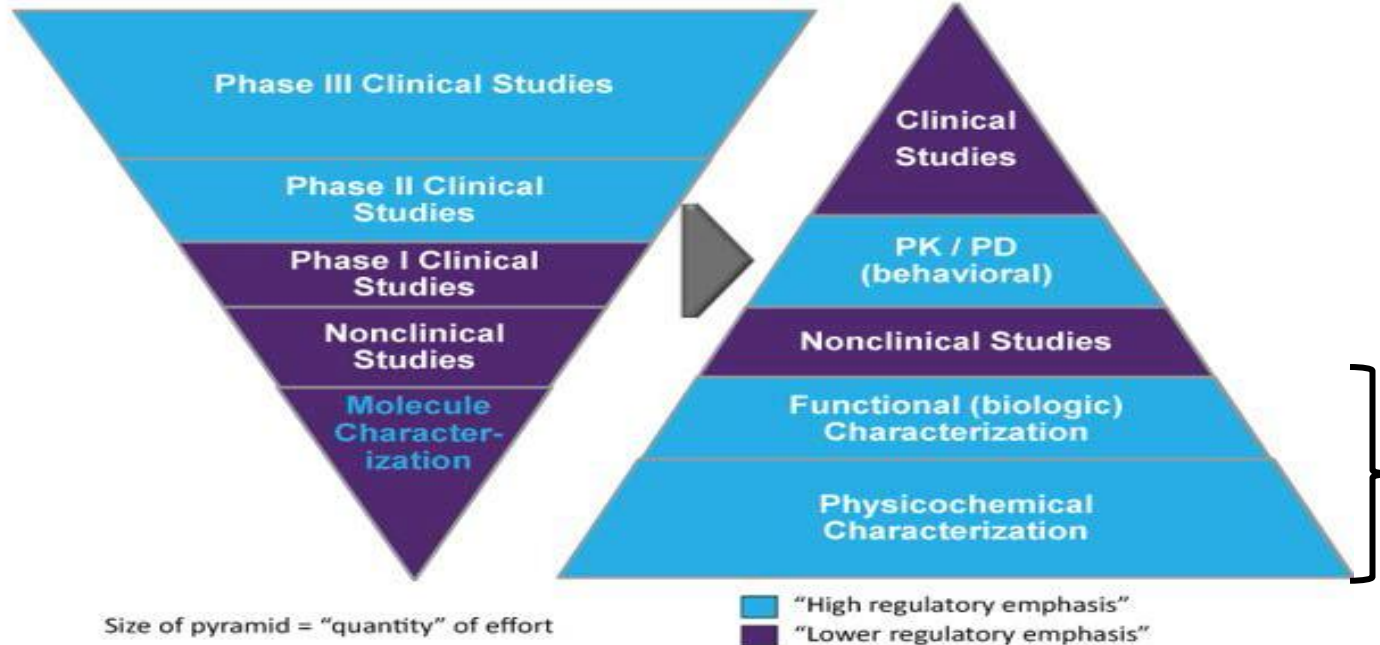 Phase III Clinical Studies
Phase II Clinical
Studies
Phase I Clinical
Studies
Nonclinical
Studies
Molecule
Character-
ization
Clinical
Studies
PK / PD
(behavioral)
Nonclinical Studies
Functional (biologic)
Characterization
Physicochemical
Characterization
Size of pyramid = “quantity” of effort
“High regulatory emphasis”
“Lower regulatory emphasis”